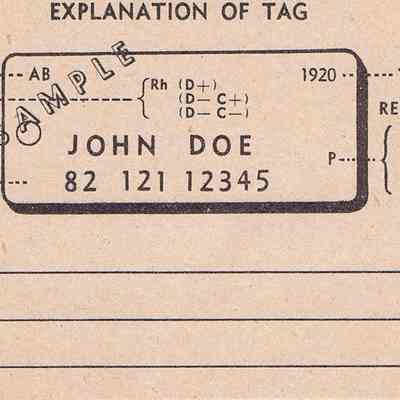 EXPLANATION OF TAG
SAMPLE
AB
1920
Rh (D+)
(D— C+)
(D— C—)
RE
JOHN DOE
P
82 121 12345